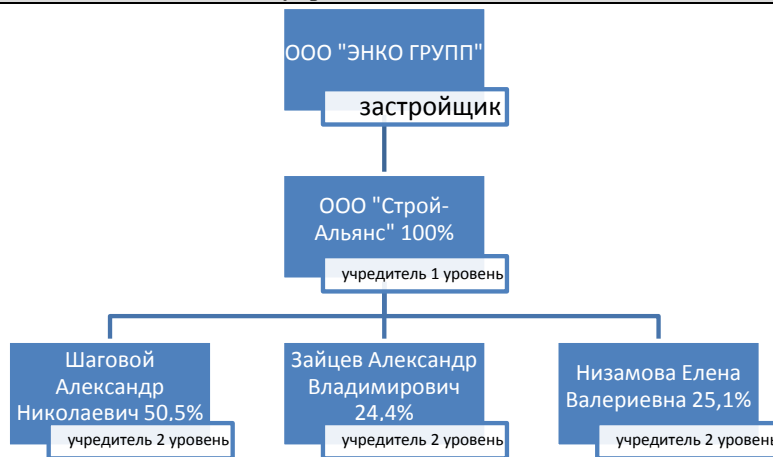 ООО "ЭНКО ГРУПП"
застройщик
ООО "Строй-
Альянс" 100%
учредитель 1 уровень
Шаговой
Александр
Николаевич 50,5%
учредитель 2 уровень
Зайцев Александр
Владимирович
24,4%
учредитель 2 уровень
Низамова Елена
Валериевна 25,1%
учредитель 2 уровень